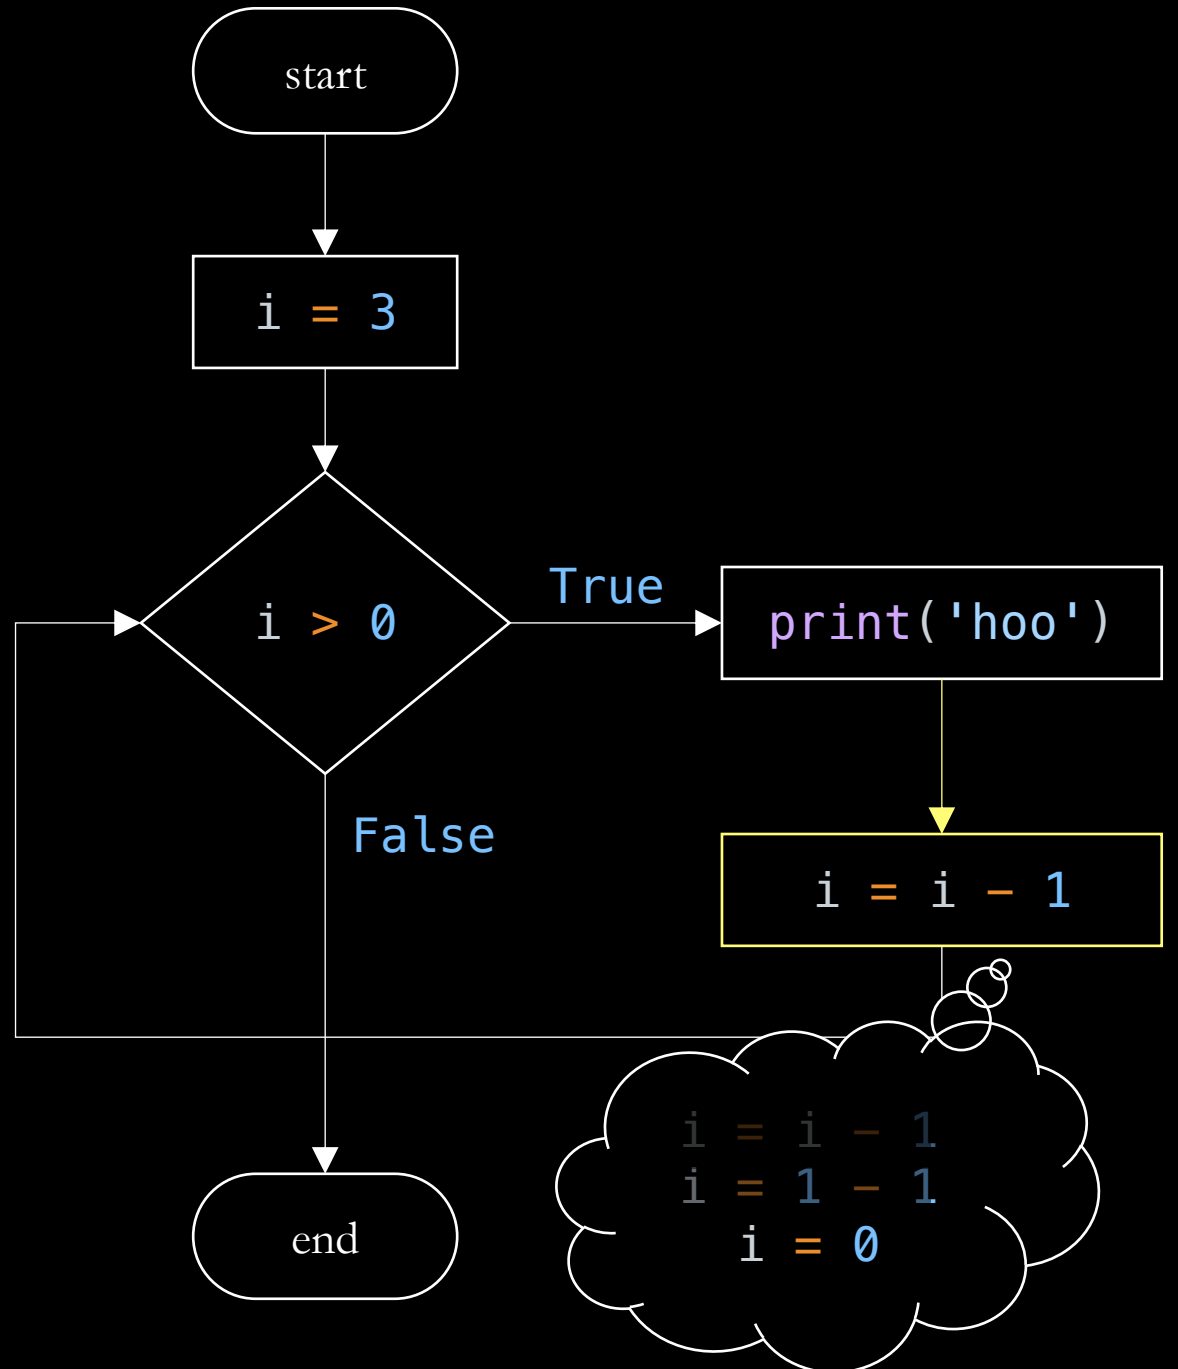 start
i = 3
i > 0
True
print('hoo')
False
i = i - 1
i = i - 1
i = 1 - 1
i = 0
end